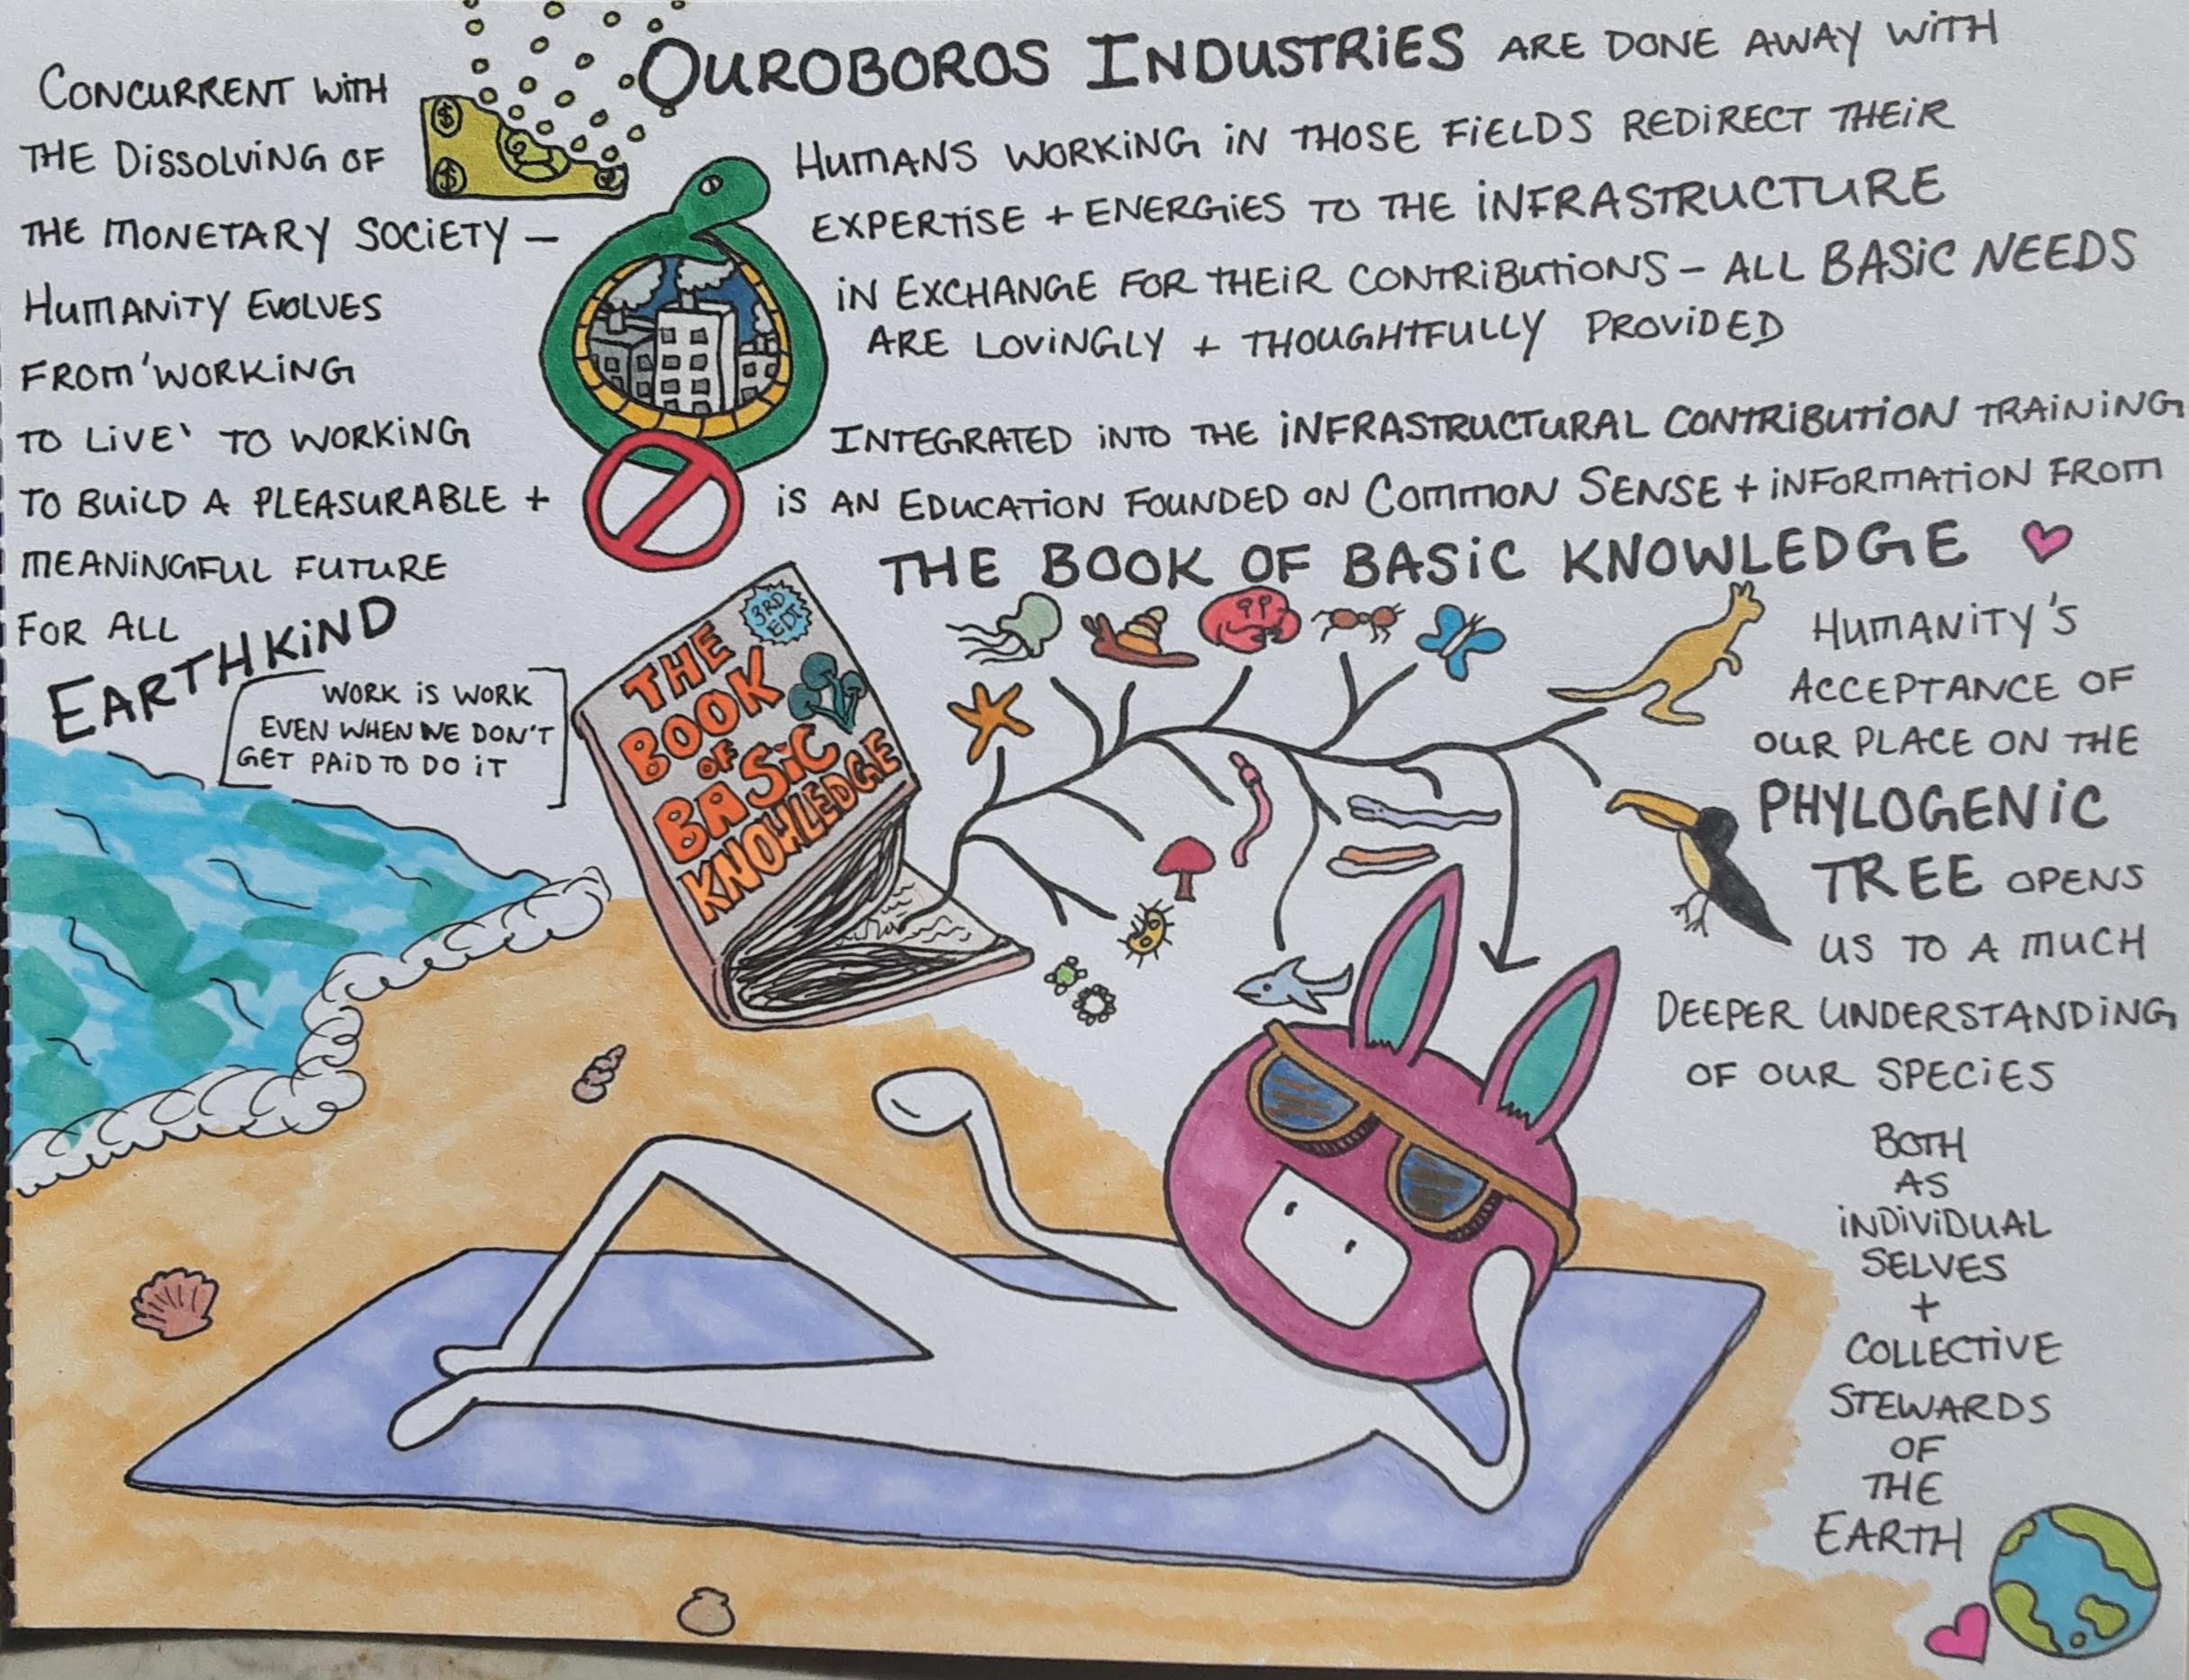 CONCURRENT WITH
THE DISSOLVING OF
THE MONETARY SOCIETY –
HUMANITY EVOLVES
FROM 'WORKING
TO LIVE' TO WORKING
TO BUILD A PLEASURABLE +
MEANINGFUL FUTURE
FOR ALL
EARTHKIND
WORK IS WORK
EVEN WHEN WE DON'T
GET PAID TO DO IT
$
$
OUROBOROS INDUSTRIES ARE DONE AWAY WITH
HUMANS WORKING IN THOSE FIELDS REDIRECT THEIR
EXPERTISE + ENERGIES TO THE INFRASTRUCTURE
IN EXCHANGE FOR THEIR CONTRIBUTIONS – ALL BASIC NEEDS
ARE LOVINGLY + THOUGHTFULLY PROVIDED
INTEGRATED INTO THE INFRASTRUCTURAL CONTRIBUTION TRAINING
IS AN EDUCATION FOUNDED ON COMMON SENSE + INFORMATION FROM
THE BOOK OF BASIC KNOWLEDGE
3RD
EDT
THE
BOOK
OF
BASIC
KNOWLEDGE
HUMANITY'S
ACCEPTANCE OF
OUR PLACE ON THE
PHYLOGENIC
TREE OPENS
US TO A MUCH
DEEPER UNDERSTANDING
OF OUR SPECIES
BOTH
AS
INDIVIDUAL
SELVES
+
COLLECTIVE
STEWARDS
OF
THE
EARTH